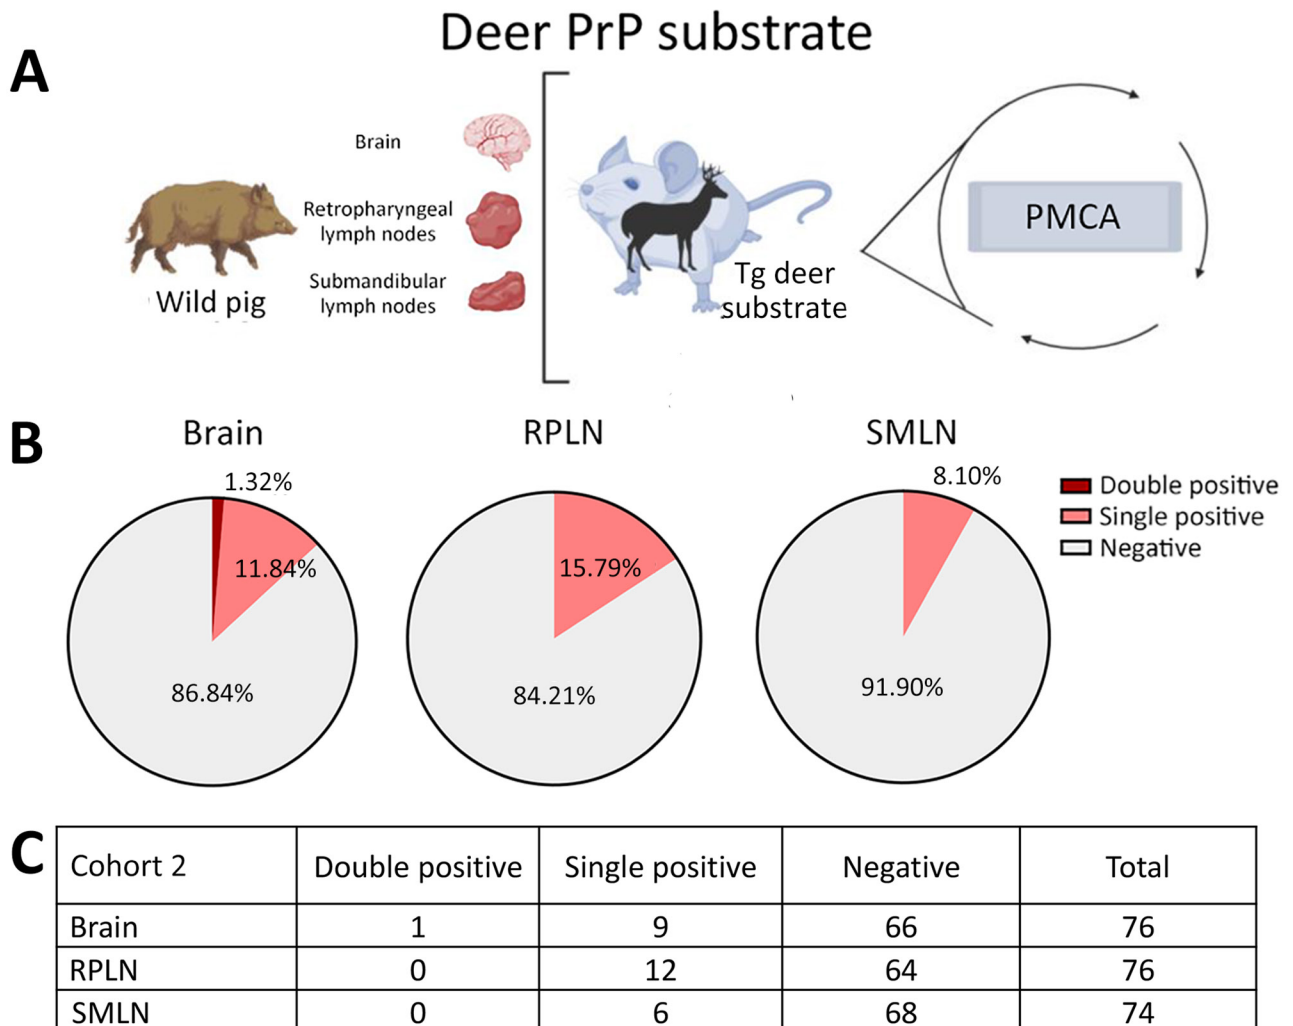 Deer PrP substrate
A
Brain
Retropharyngeal
lymph nodes
Submandibular
lymph nodes
Wild pig
Tg deer
substrate
PMCA
B
Brain
RPLN
SMLN
1.32%
11.84%
86.84%
15.79%
84.21%
8.10%
91.90%
Double positive
Single positive
Negative
C
Cohort 2 Double positive Single positive Negative Total
Brain 1 9 66 76
RPLN 0 12 64 76
SMLN 0 6 68 74